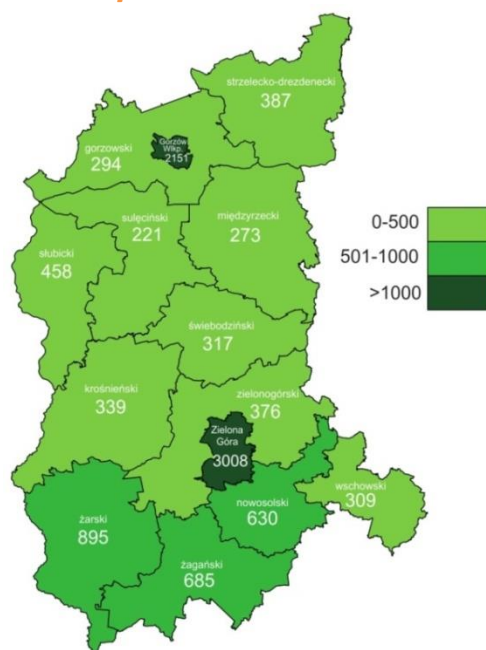 strzelecko-drezdenecki
387
Gorzów
Wlkp.
2151
gorzowski
294
sulęciński
221
międzyrzecki
273
słubicki
458
0-500
501-1000
>1000
świebodziński
317
krośnieński
339
zielonogórski
376
Zielona
Góra
3008
wschowski
309
nowosolski
630
żarski
895
żagański
685